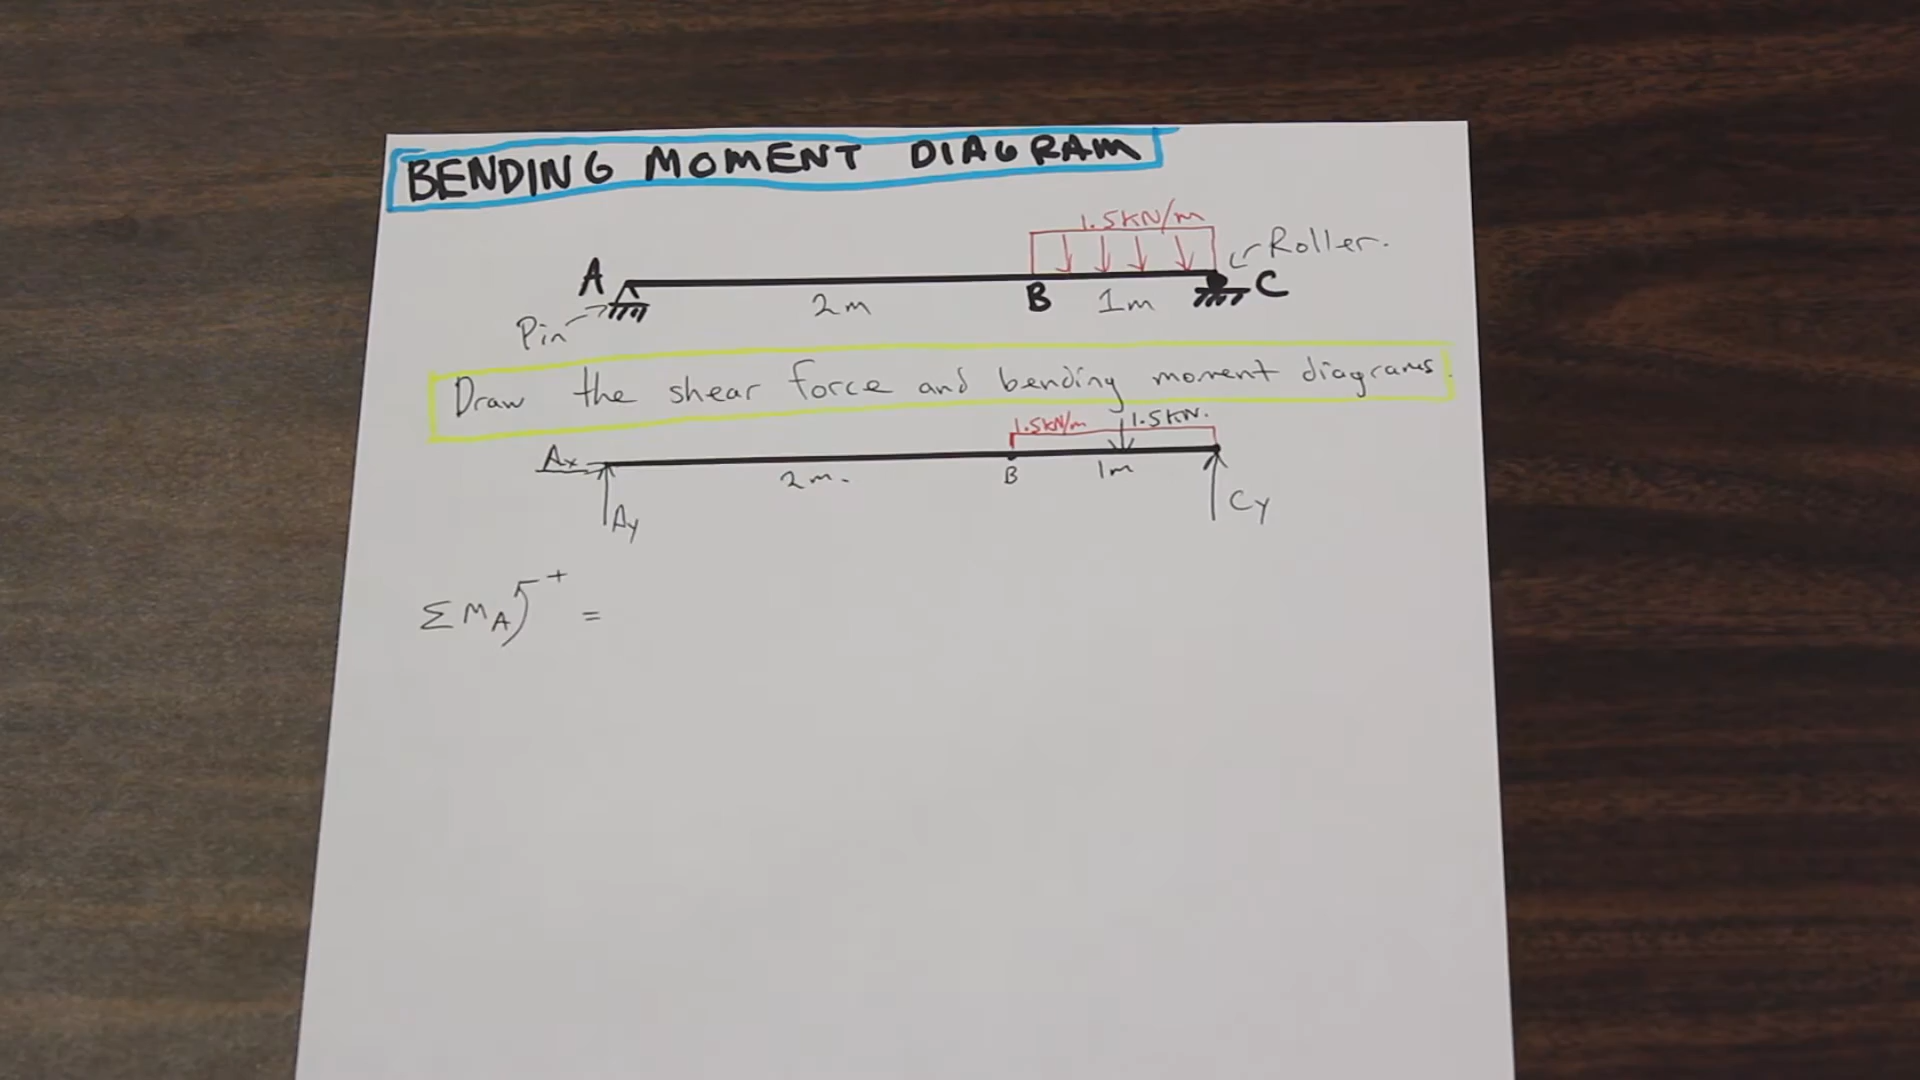 BENDING MOMENT DIAGRAM
1.5KN/m
Roller.
A
B
C
2m
1m
Pin
Draw the shear force and bending moment diagrams.
1.5KN/m
1.5KN.
Ax
2m.
B
1m
Ay
Cy
ΣMA + =